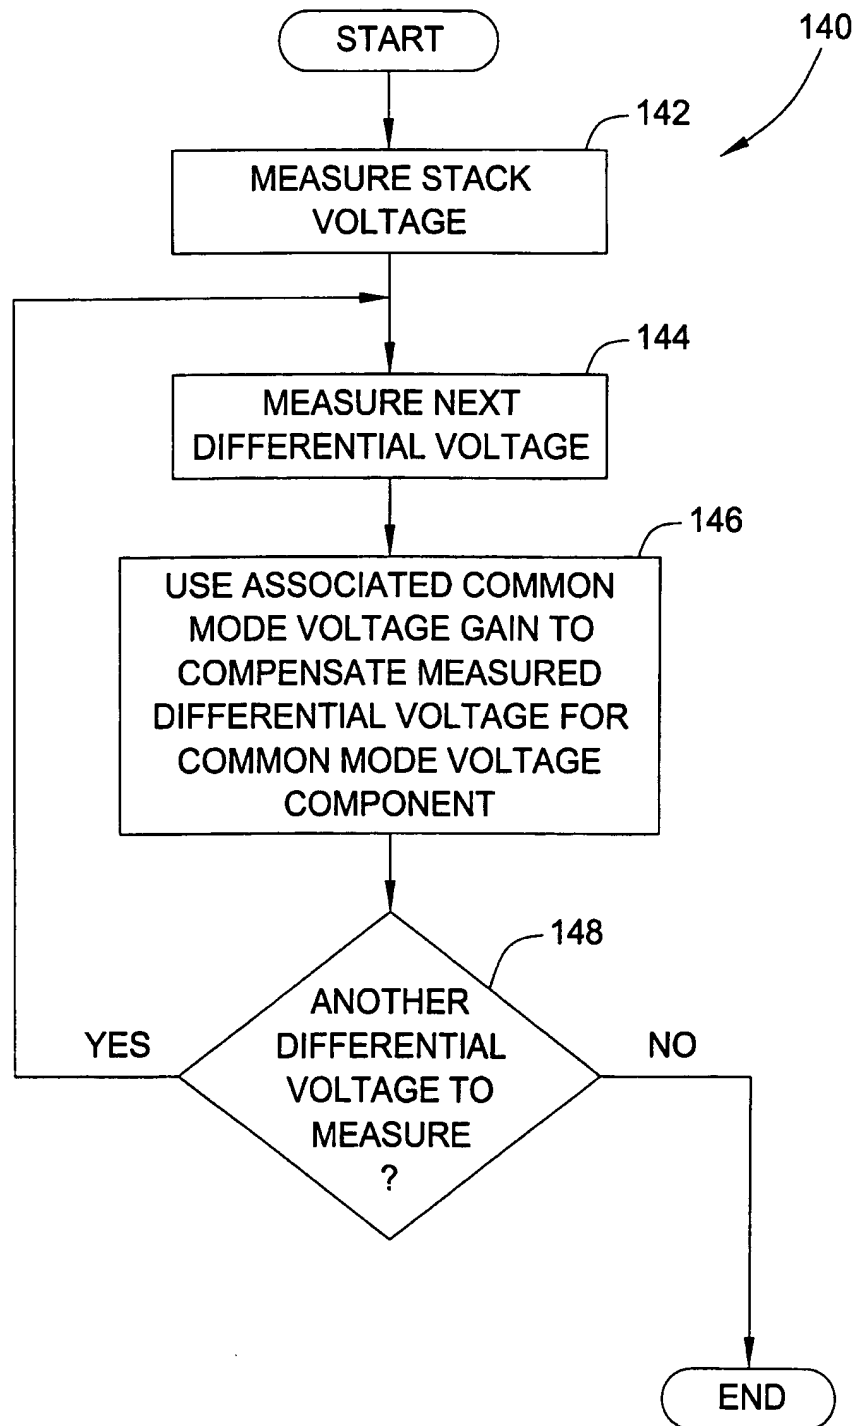 START
140
142
MEASURE STACK
VOLTAGE
144
MEASURE NEXT
DIFFERENTIAL VOLTAGE
146
USE ASSOCIATED COMMON
MODE VOLTAGE GAIN TO
COMPENSATE MEASURED
DIFFERENTIAL VOLTAGE FOR
COMMON MODE VOLTAGE
COMPONENT
148
ANOTHER
DIFFERENTIAL
VOLTAGE TO
MEASURE
?
YES
NO
END